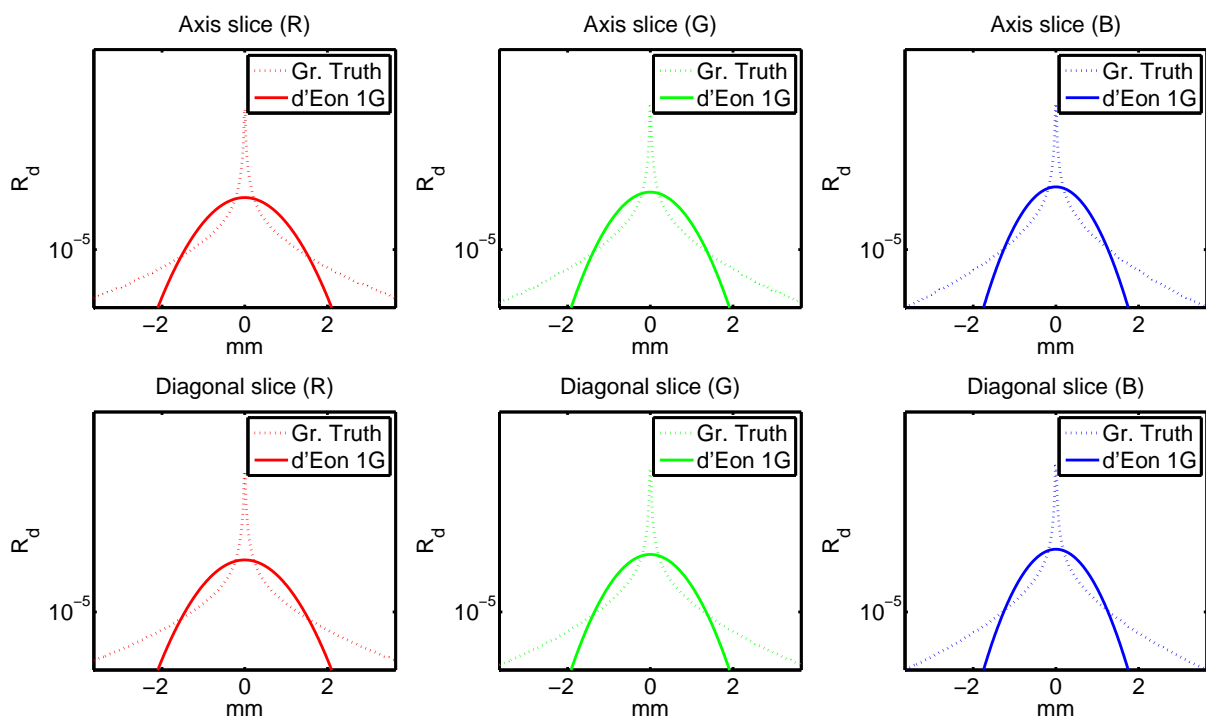 Axis slice (R)
Gr. Truth
d'Eon 1G
R_d
10^−5
−2 0 2
mm
Axis slice (G)
Gr. Truth
d'Eon 1G
R_d
10^−5
−2 0 2
mm
Axis slice (B)
Gr. Truth
d'Eon 1G
R_d
10^−5
−2 0 2
mm
Diagonal slice (R)
Gr. Truth
d'Eon 1G
R_d
10^−5
−2 0 2
mm
Diagonal slice (G)
Gr. Truth
d'Eon 1G
R_d
10^−5
−2 0 2
mm
Diagonal slice (B)
Gr. Truth
d'Eon 1G
R_d
10^−5
−2 0 2
mm